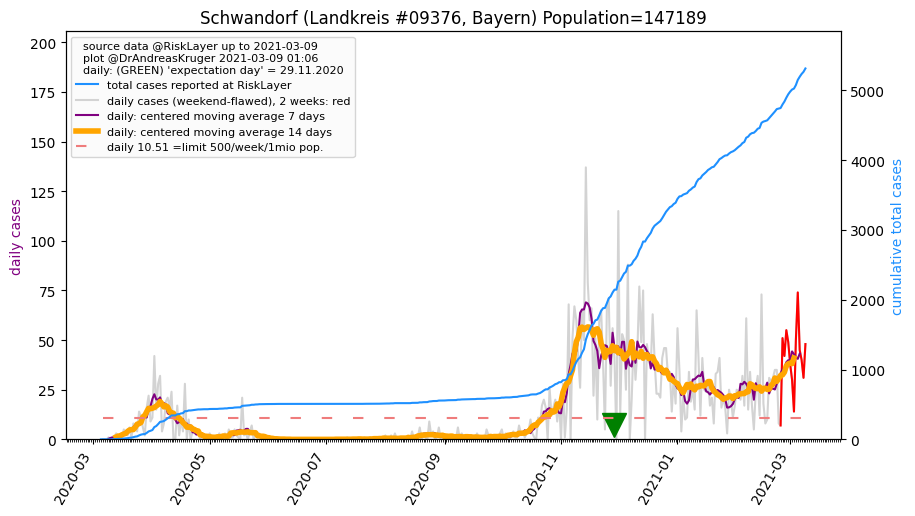 Schwandorf (Landkreis #09376, Bayern) Population=147189
source data @RiskLayer up to 2021-03-09
plot @DrAndreasKruger 2021-03-09 01:06
daily: (GREEN) 'expectation day' = 29.11.2020
total cases reported at RiskLayer
daily cases (weekend-flawed), 2 weeks: red
daily: centered moving average 7 days
daily: centered moving average 14 days
daily 10.51 =limit 500/week/1mio pop.
daily cases
200
175
150
125
100
75
50
25
0
cumulative total cases
5000
4000
3000
2000
1000
0
2020-03
2020-05
2020-07
2020-09
2020-11
2021-01
2021-03